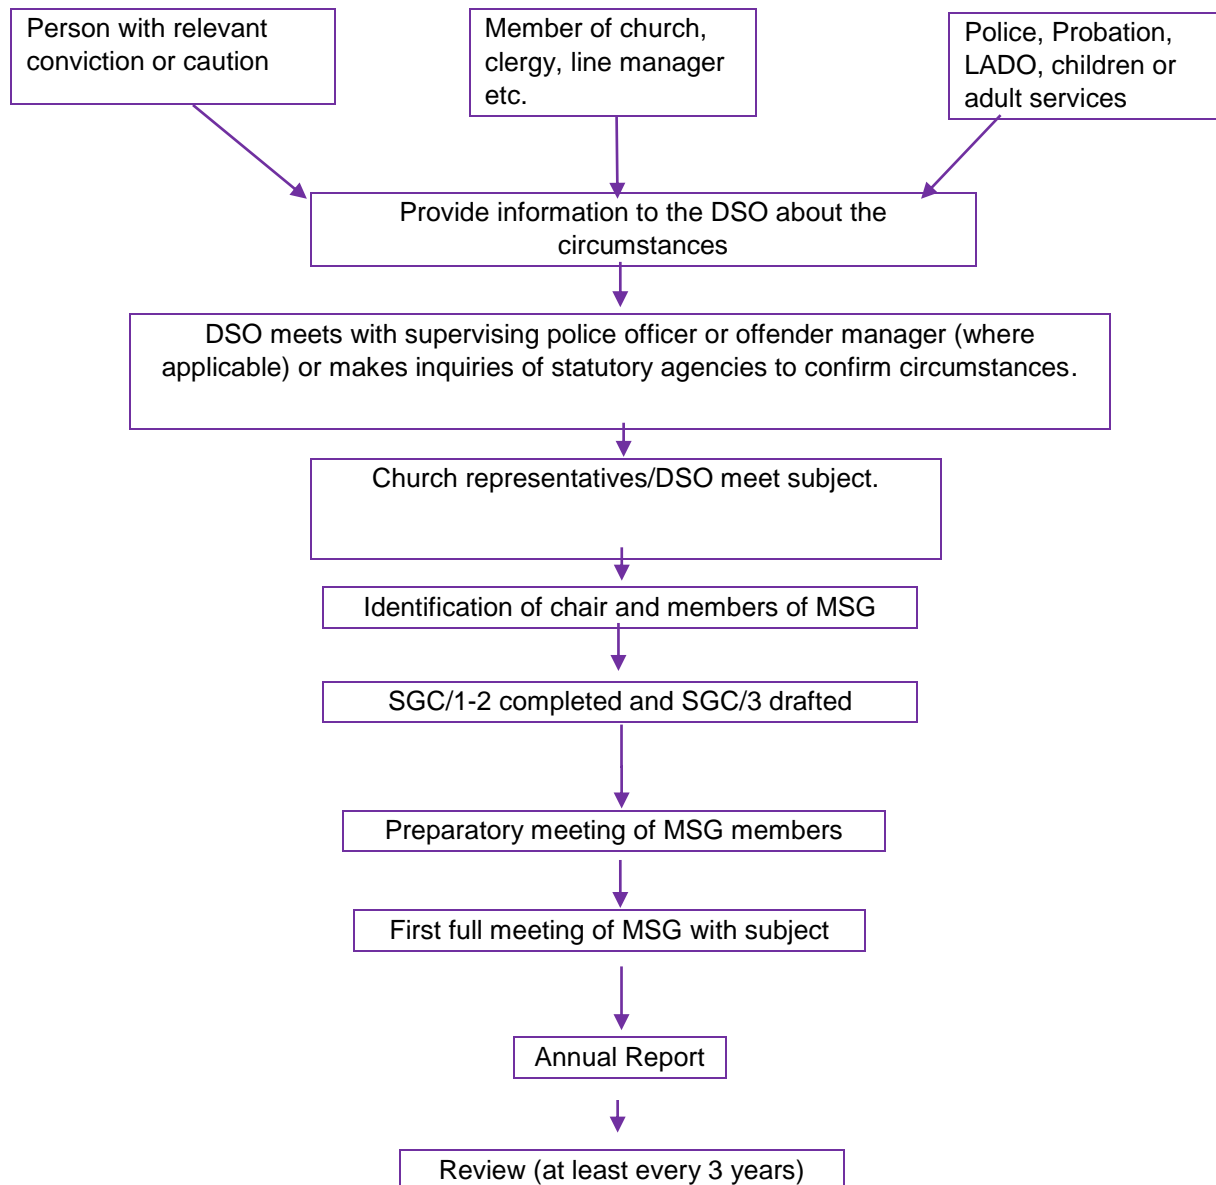 Person with relevant
conviction or caution
Member of church,
clergy, line manager
etc.
Police, Probation,
LADO, children or
adult services
Provide information to the DSO about the
circumstances
DSO meets with supervising police officer or offender manager (where
applicable) or makes inquiries of statutory agencies to confirm circumstances.
Church representatives/DSO meet subject.
Identification of chair and members of MSG
SGC/1-2 completed and SGC/3 drafted
Preparatory meeting of MSG members
First full meeting of MSG with subject
Annual Report
Review (at least every 3 years)